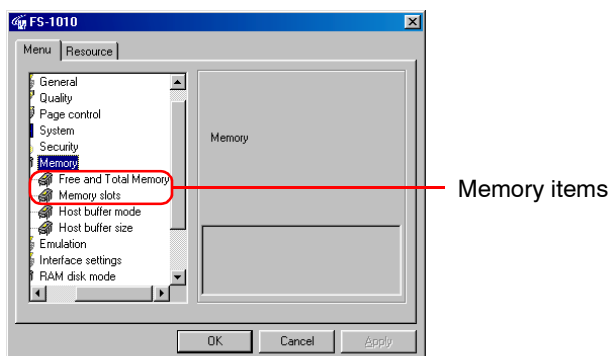 FS-1010
Menu
Resource
General
Quality
Page control
System
Security
Memory
Free and Total Memory
Memory slots
Host buffer mode
Host buffer size
Emulation
Interface settings
RAM disk mode
Memory
Memory items
OK
Cancel
Apply